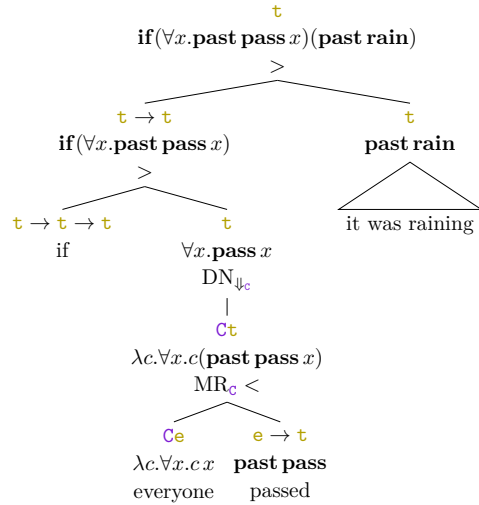 t
if(∀x.past pass x)(past rain)
>
t → t
t
if(∀x.past pass x)
past rain
>
t → t → t
t
it was raining
if
∀x.pass x
DN⇓C
Ct
λc.∀x.c(past pass x)
MRC <
Ce
e → t
λc.∀x.c x
past pass
everyone
passed